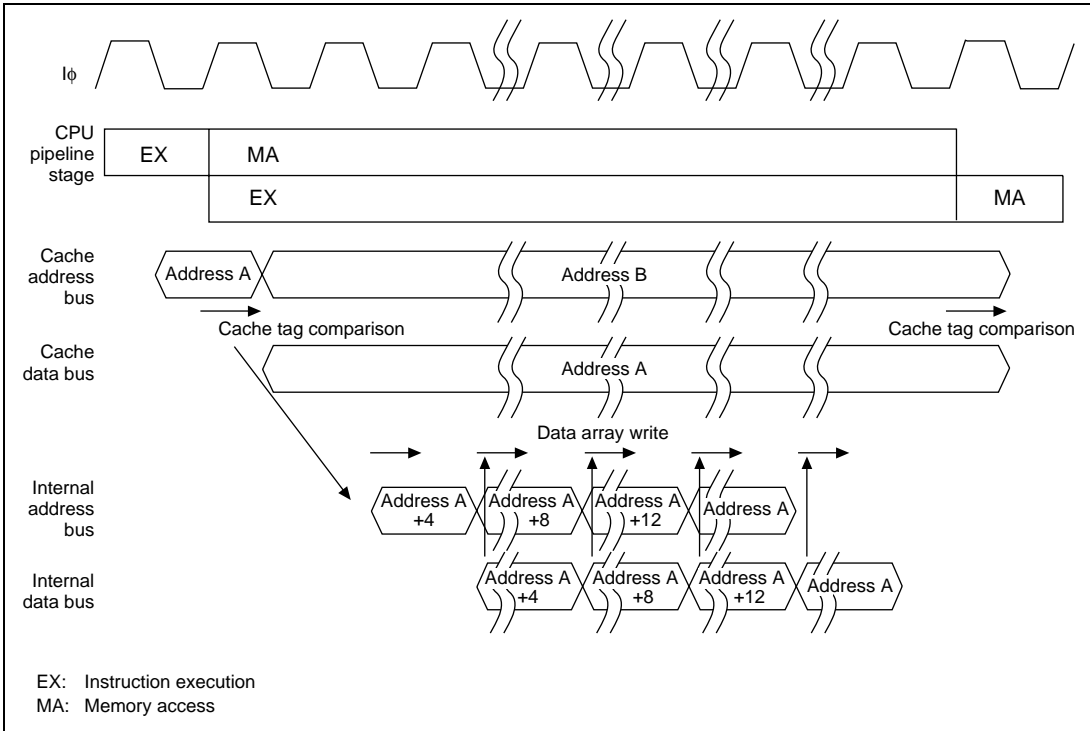 Iϕ
CPU
pipeline
stage
EX
MA
EX
MA
Cache
address
bus
Address A
Address B
Cache tag comparison
Cache tag comparison
Cache
data bus
Address A
Data array write
Internal
address
bus
Address A
+4
Address A
+8
Address A
+12
Address A
Internal
data bus
Address A
+4
Address A
+8
Address A
+12
Address A
EX: Instruction execution
MA: Memory access